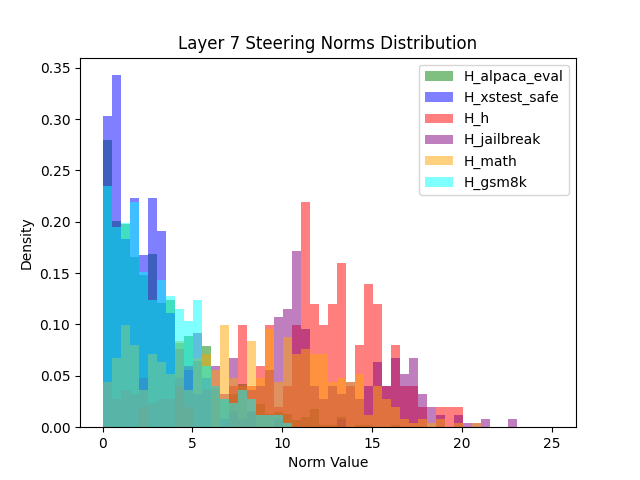 Layer 7 Steering Norms Distribution
H_alpaca_eval
H_xstest_safe
H_h
H_jailbreak
H_math
H_gsm8k
0.35
0.30
0.25
0.20
0.15
0.10
0.05
0.00
Density
0 5 10 15 20 25
Norm Value